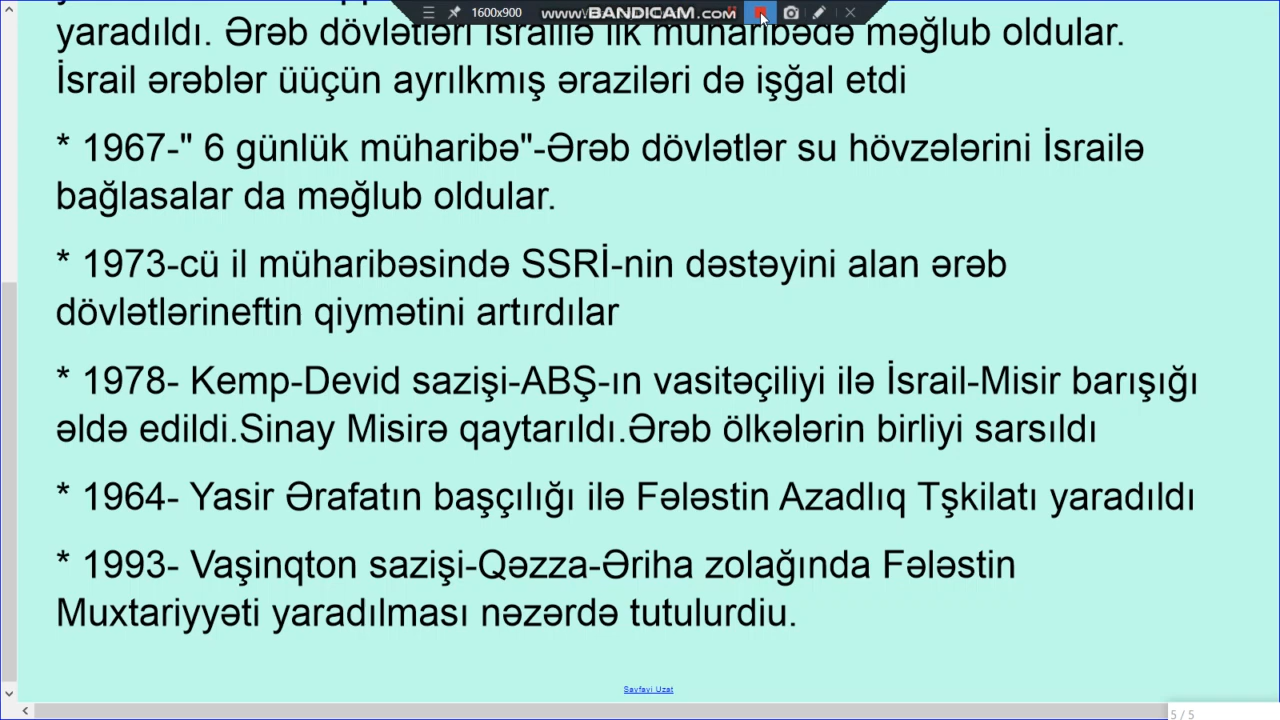 1600x900
www.BANDICAM.com
yaradıldı. Ərəb dövlətləri İsraillə ilk müharibədə məğlub oldular.
İsrail ərəblər üüçün ayrılkmış əraziləri də işğal etdi
* 1967-" 6 günlük müharibə"-Ərəb dövlətlər su hövzələrini İsrailə
bağlasalar da məğlub oldular.
* 1973-cü il müharibəsində SSRİ-nin dəstəyini alan ərəb
dövlətlərineftin qiymətini artırdılar
* 1978- Kemp-Devid sazişi-ABŞ-ın vasitəçiliyi ilə İsrail-Misir barışığı
əldə edildi.Sinay Misirə qaytarıldı.Ərəb ölkələrin birliyi sarsıldı
* 1964- Yasir Ərafatın başçılığı ilə Fələstin Azadlıq Tşkilatı yaradıldı
* 1993- Vaşinqton sazişi-Qəzza-Əriha zolağında Fələstin
Muxtariyyəti yaradılması nəzərdə tutulurdiu.
Sayfayi Uzat
5 / 5